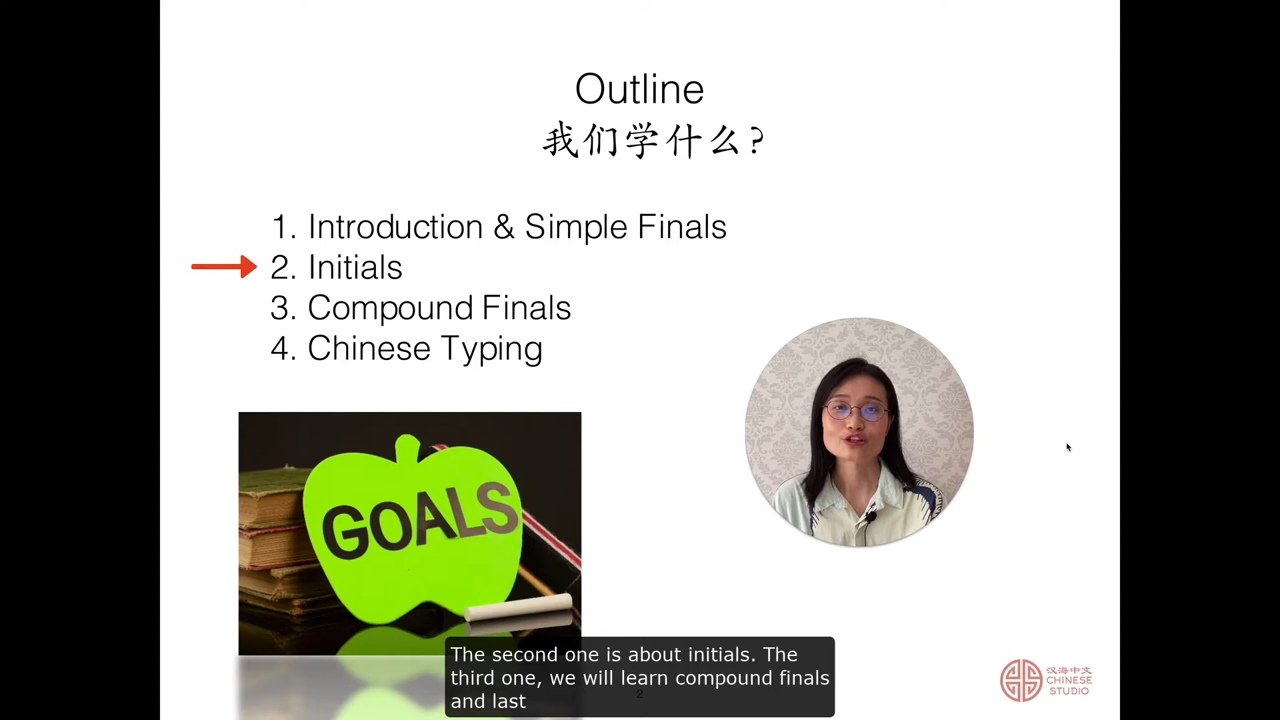 Outline
我们学什么?
1. Introduction & Simple Finals
2. Initials
3. Compound Finals
4. Chinese Typing
GOALS
The second one is about initials. The
third one, we will learn compound finals
and last
2
汉海中文
CHINESE
STUDIO